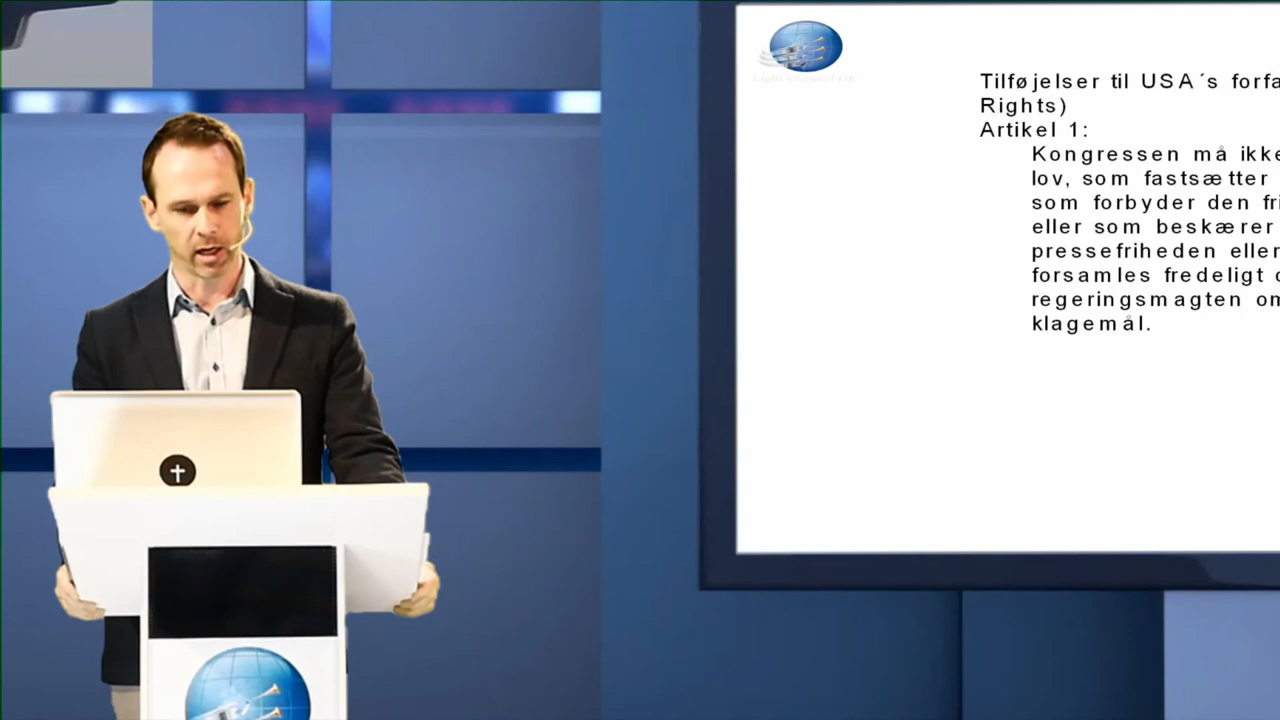 Tilføjelser til USA´s forfa
Rights)
Artikel 1:
Kongressen må ikke
lov, som fastsætter
som forbyder den fri
eller som beskærer
pressefriheden eller
forsamles fredeligt o
regeringsmagten om
klagemål.